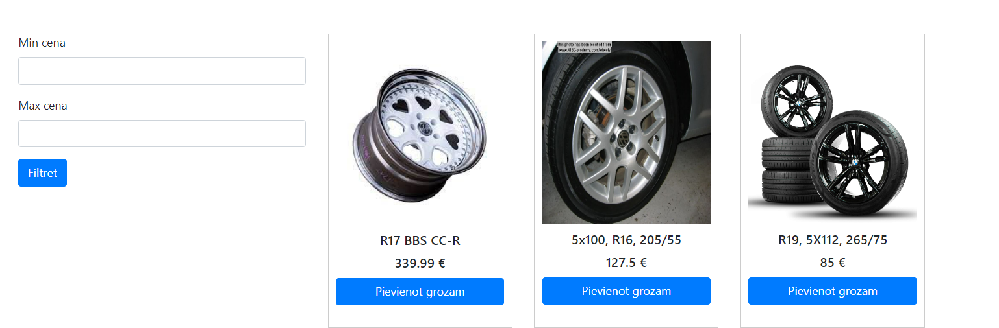 Min cena
Max cena
Filtrēt
R17 BBS CC-R
339.99 €
Pievienot grozam
This photo has been leeched from
www.4130-products.com/wheels
5x100, R16, 205/55
127.5 €
Pievienot grozam
R19, 5X112, 265/75
85 €
Pievienot grozam